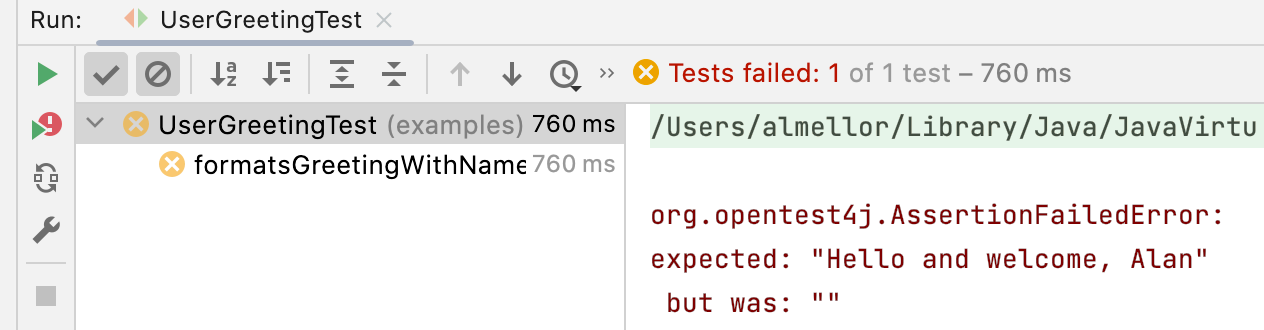 Run: UserGreetingTest
Tests failed: 1 of 1 test – 760 ms
UserGreetingTest (examples) 760 ms
formatsGreetingWithName 760 ms
/Users/almellor/Library/Java/JavaVirtu
org.opentest4j.AssertionFailedError:
expected: "Hello and welcome, Alan"
but was: ""